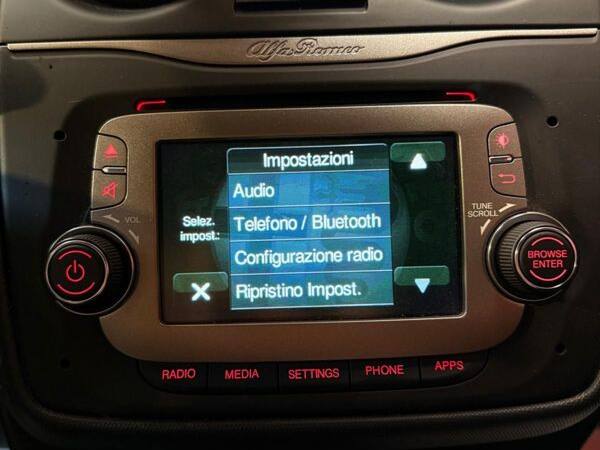 Alfa Romeo
Impostazioni
Audio
Selez.
impost.:
Telefono / Bluetooth
Configurazione radio
Ripristino Impost.
VOL
TUNE
SCROLL
BROWSE
ENTER
RADIO
MEDIA
SETTINGS
PHONE
APPS